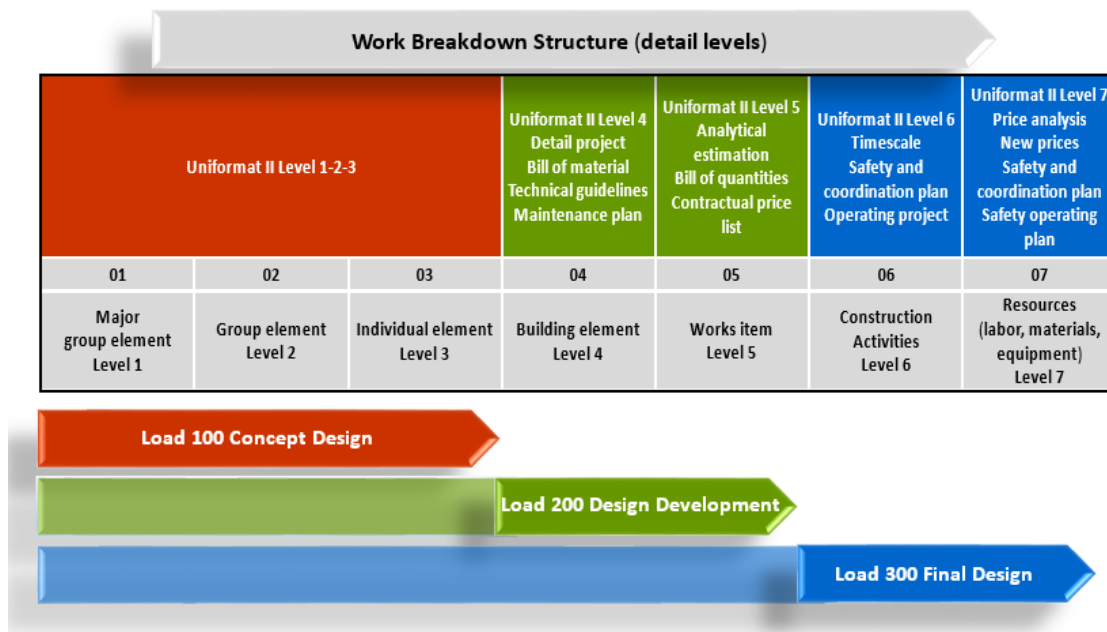 Work Breakdown Structure (detail levels)
Uniformat II Level 1-2-3
Uniformat II Level 4
Detail project
Bill of material
Technical guidelines
Maintenance plan
Uniformat II Level 5
Analytical
estimation
Bill of quantities
Contractual price
list
Uniformat II Level 6
Timescale
Safety and
coordination plan
Operating project
Uniformat II Level 7
Price analysis
New prices
Safety and
coordination plan
Safety operating
plan
01
02
03
04
05
06
07
Major
group element
Level 1
Group element
Level 2
Individual element
Level 3
Building element
Level 4
Works item
Level 5
Construction
Activities
Level 6
Resources
(labor, materials,
equipment)
Level 7
Load 100 Concept Design
Load 200 Design Development
Load 300 Final Design